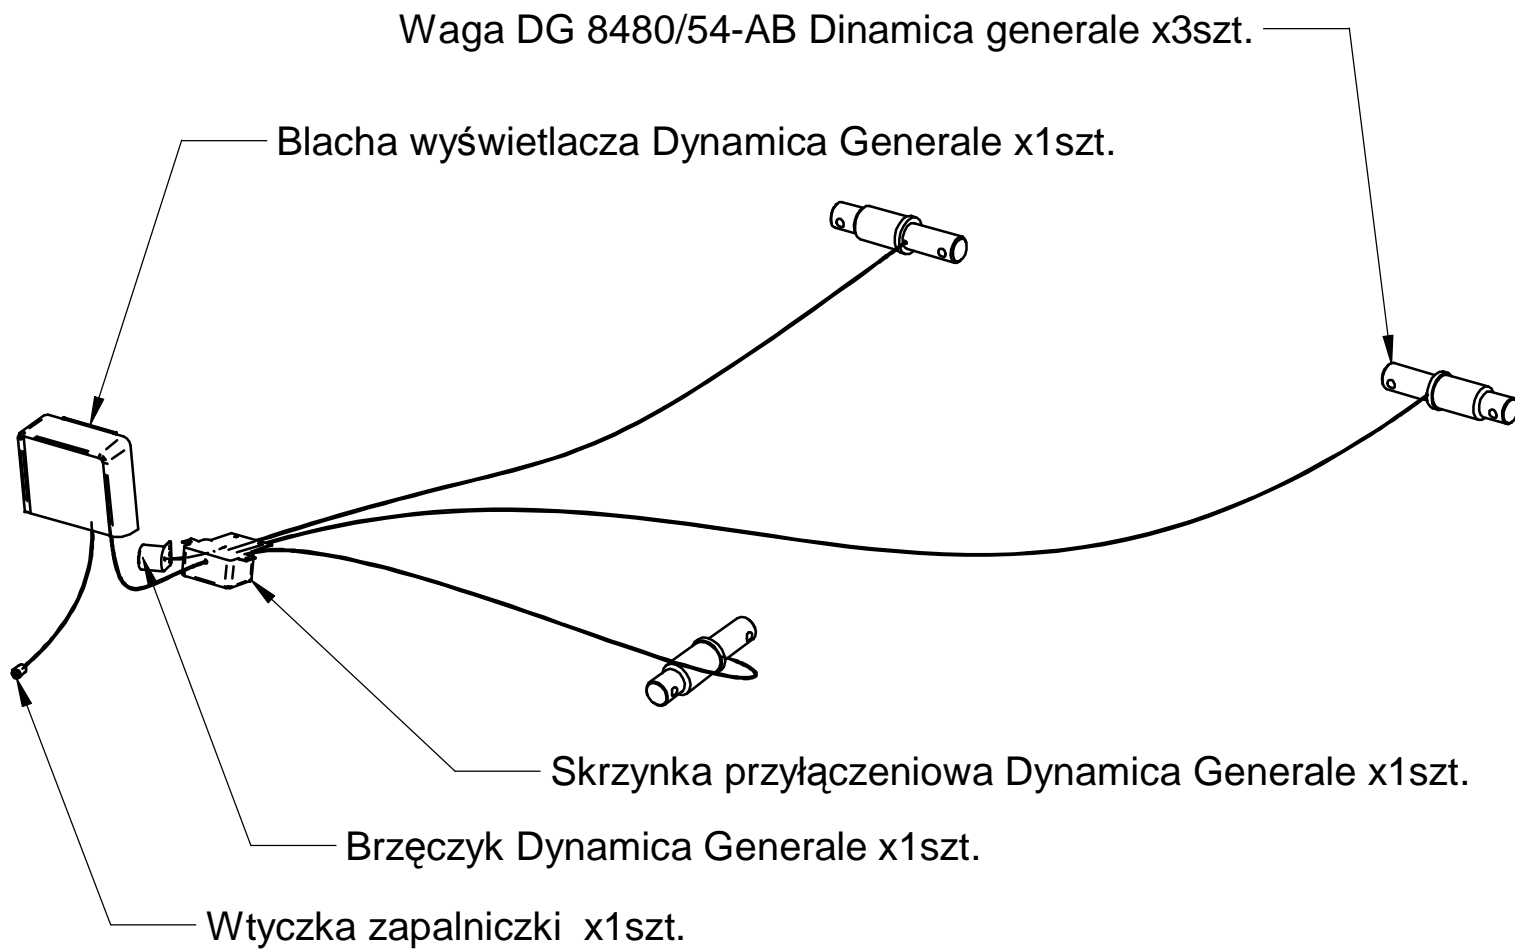 Waga DG 8480/54-AB Dinamica generale x3szt.
Blacha wyświetlacza Dynamica Generale x1szt.
Skrzynka przyłączeniowa Dynamica Generale x1szt.
Brzęczyk Dynamica Generale x1szt.
Wtyczka zapalniczki  x1szt.